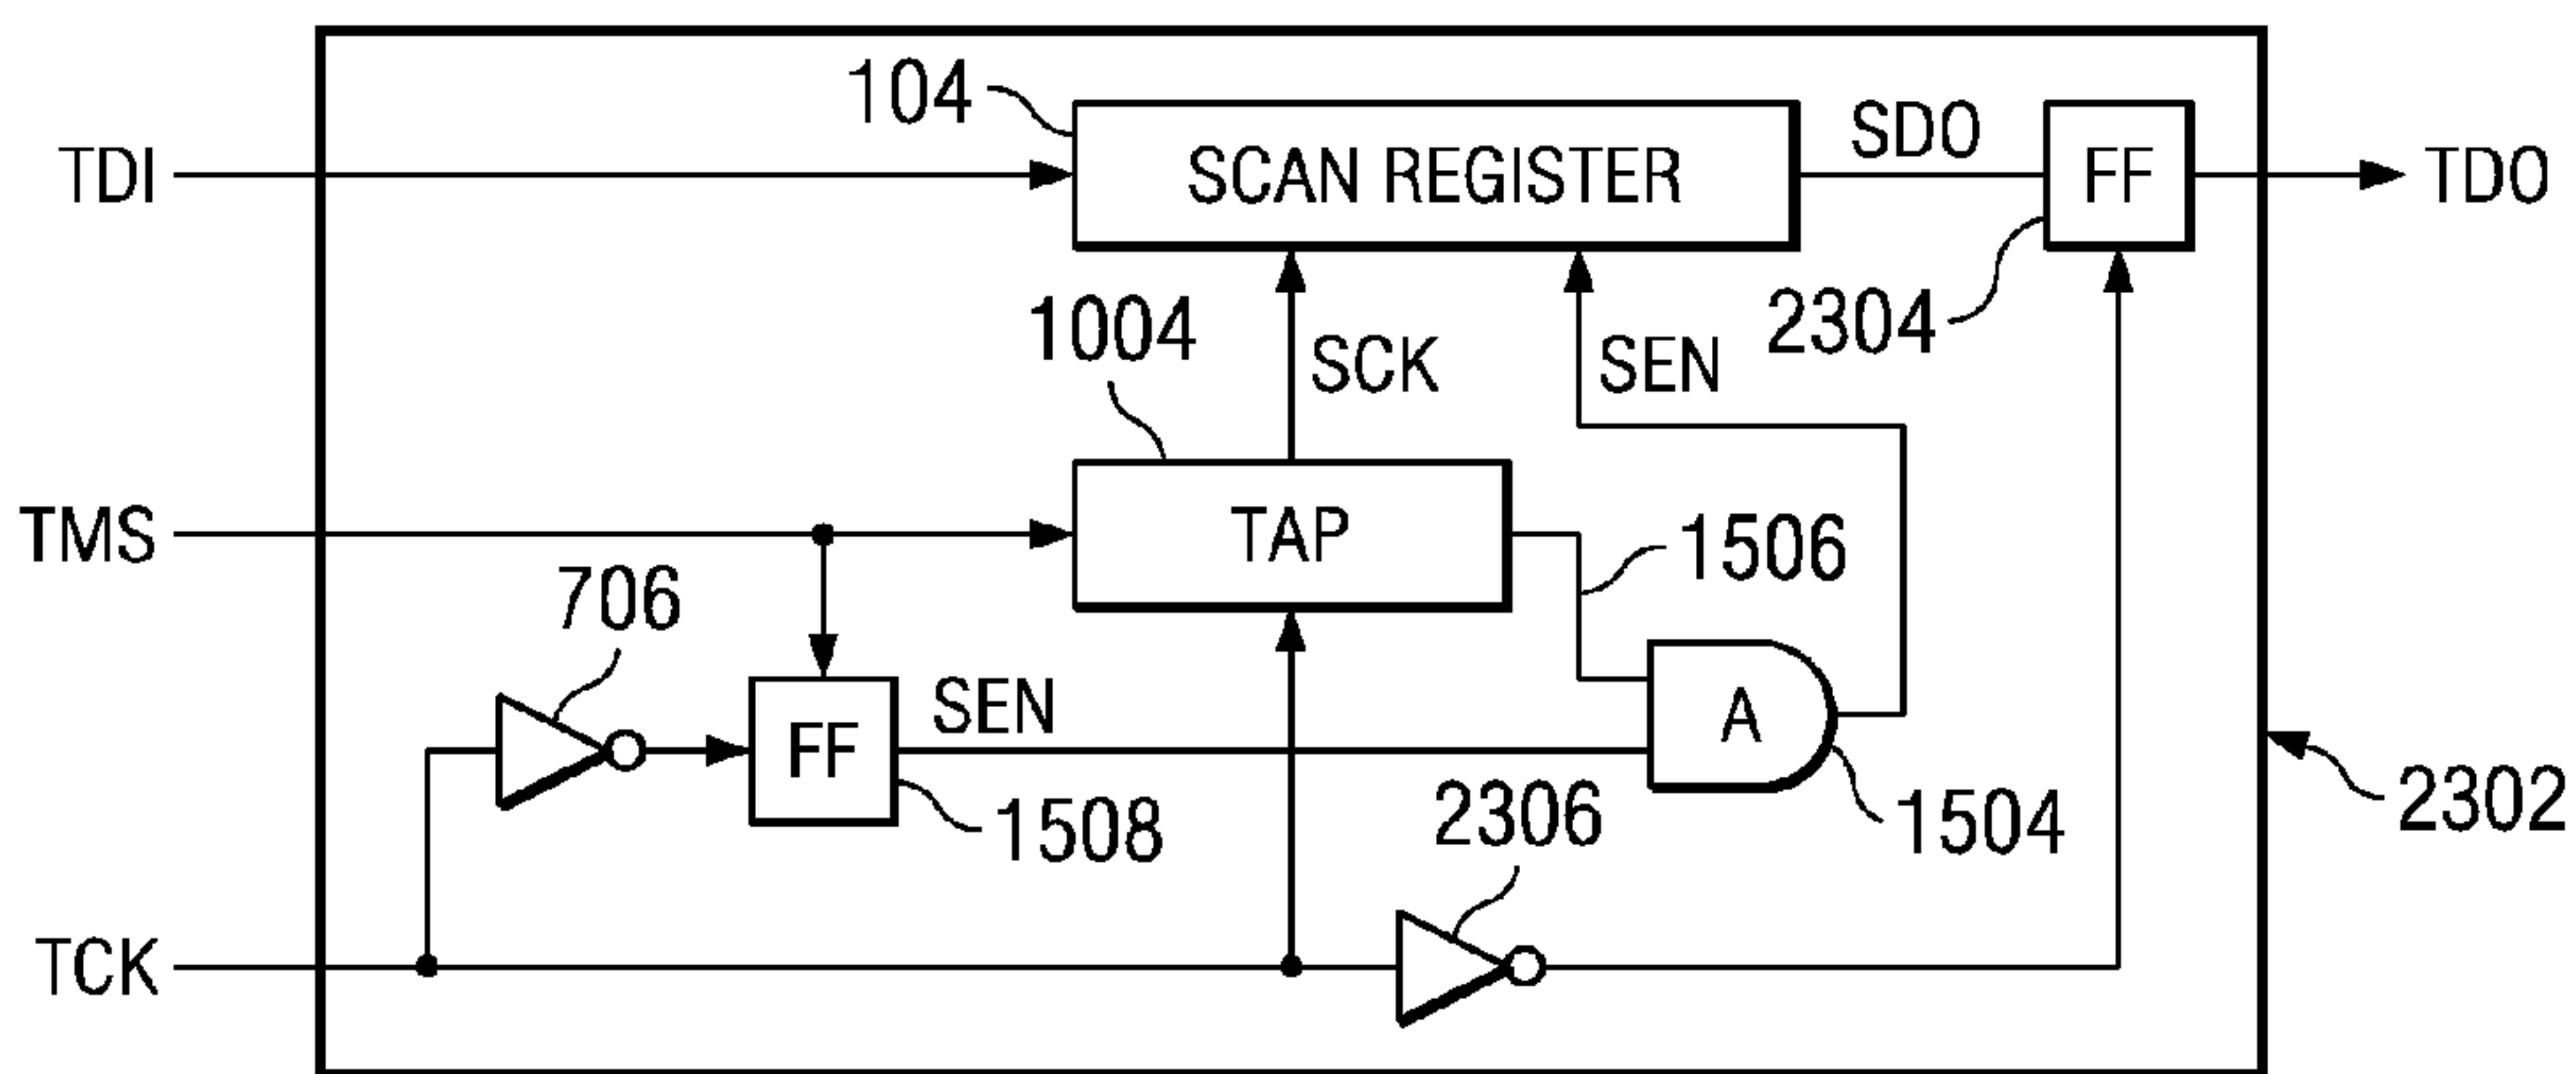 104
TDI
SCAN REGISTER
SDO
FF
TDO
2304
1004
SCK
SEN
TMS
TAP
1506
706
FF
SEN
A
1508
2306
1504
2302
TCK